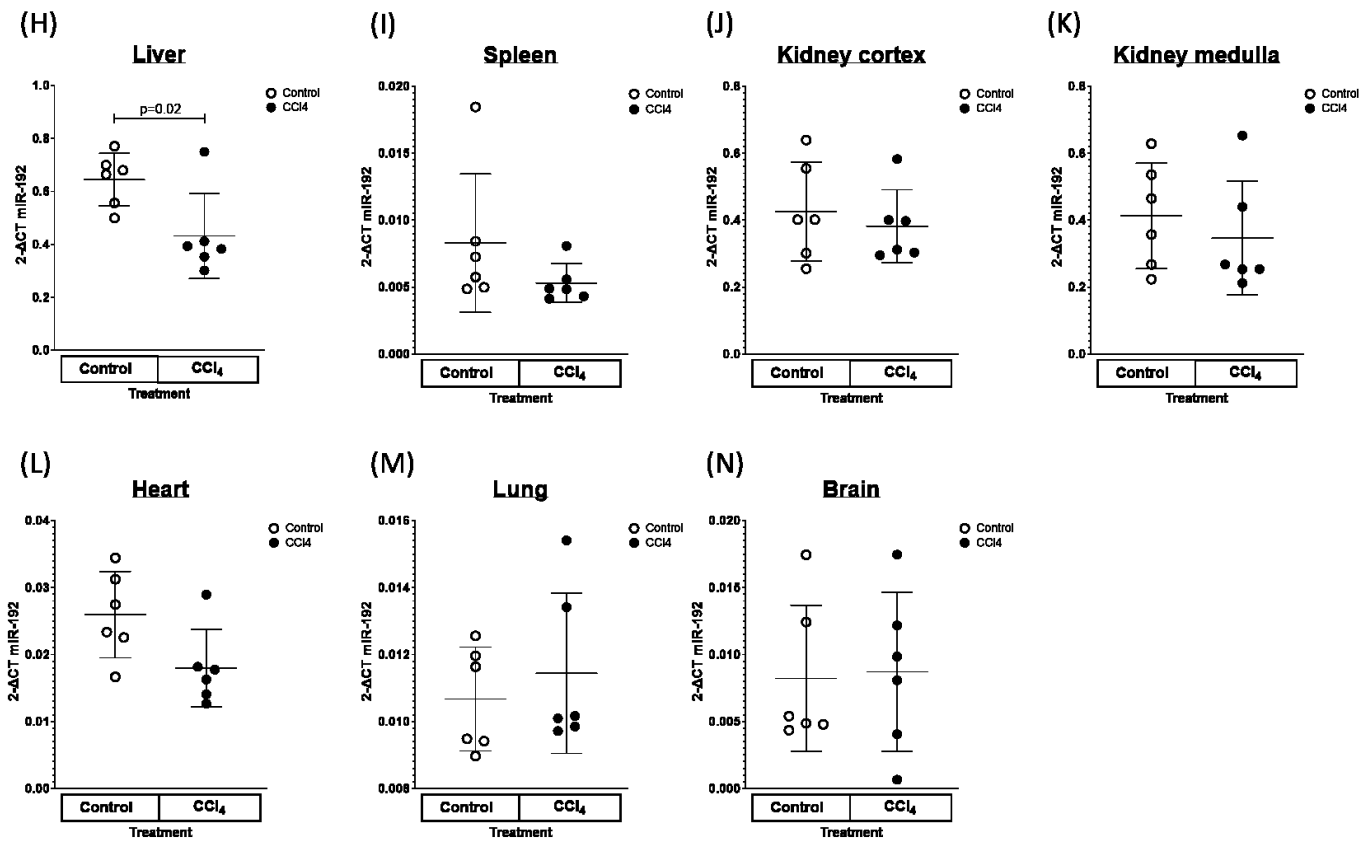 (H)
Liver
1.0
0.8
0.6
0.4
0.2
0.0
2-ΔCT miR-192
p=0.02
Control
CCl4
Control
CCl₄
Treatment
(I)
Spleen
0.020
0.015
0.010
0.005
0.000
2-ΔCT miR-192
Control
CCl4
Control
CCl₄
Treatment
(J)
Kidney cortex
0.8
0.6
0.4
0.2
0.0
2-ΔCT miR-192
Control
CCl4
Control
CCl₄
Treatment
(K)
Kidney medulla
0.8
0.6
0.4
0.2
0.0
2-ΔCT miR-192
Control
CCl4
Control
CCl₄
Treatment
(L)
Heart
0.04
0.03
0.02
0.01
0.00
2-ΔCT miR-192
Control
CCl4
Control
CCl₄
Treatment
(M)
Lung
0.016
0.014
0.012
0.010
0.008
2-ΔCT miR-192
Control
CCl4
Control
CCl₄
Treatment
(N)
Brain
0.020
0.015
0.010
0.005
0.000
2-ΔCT miR-192
Control
CCl4
Control
CCl₄
Treatment